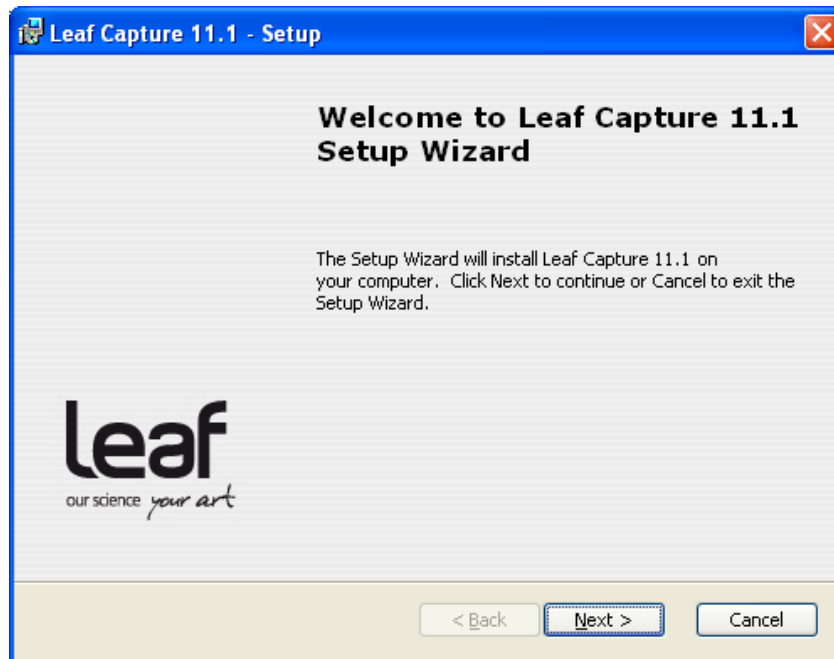 Leaf Capture 11.1 - Setup
Welcome to Leaf Capture 11.1
Setup Wizard
The Setup Wizard will install Leaf Capture 11.1 on
your computer.  Click Next to continue or Cancel to exit the
Setup Wizard.
leaf
our science your art
< Back
Next >
Cancel